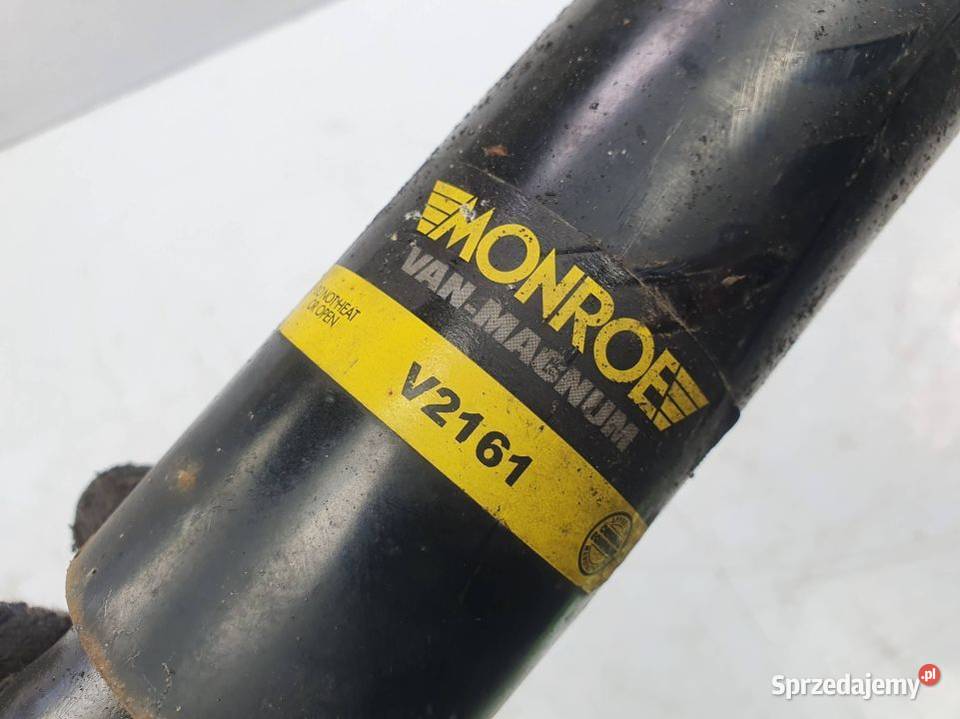 MONROE
VAN-MAGNUM
DO NOT HEAT
OR OPEN
V2161
Sprzedajemy.pl